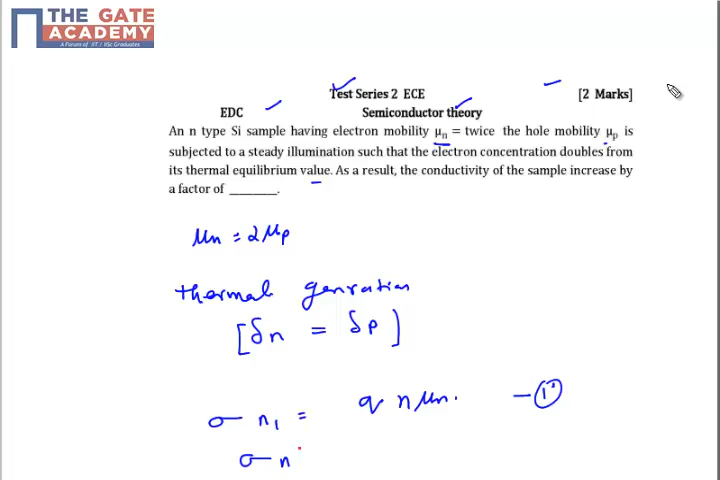 THE GATE
ACADEMY
A Forum of IIT / IISc Graduates
Test Series 2 ECE [2 Marks]
EDC Semiconductor theory
An n type Si sample having electron mobility μn = twice the hole mobility μp is
subjected to a steady illumination such that the electron concentration doubles from
its thermal equilibrium value. As a result, the conductivity of the sample increase by
a factor of ________.
μn = 2μp
thermal genration
[δn = δp]
σ n1 = q n μn. - 1
σ n